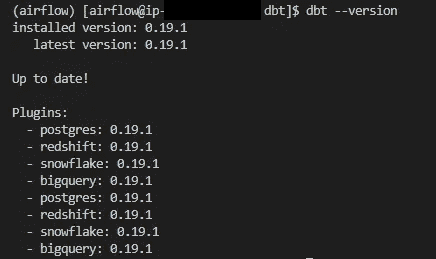 (airflow) [airflow@ip- dbt]$ dbt --version
installed version: 0.19.1
latest version: 0.19.1
Up to date!
Plugins:
- postgres: 0.19.1
- redshift: 0.19.1
- snowflake: 0.19.1
- bigquery: 0.19.1
- postgres: 0.19.1
- redshift: 0.19.1
- snowflake: 0.19.1
- bigquery: 0.19.1